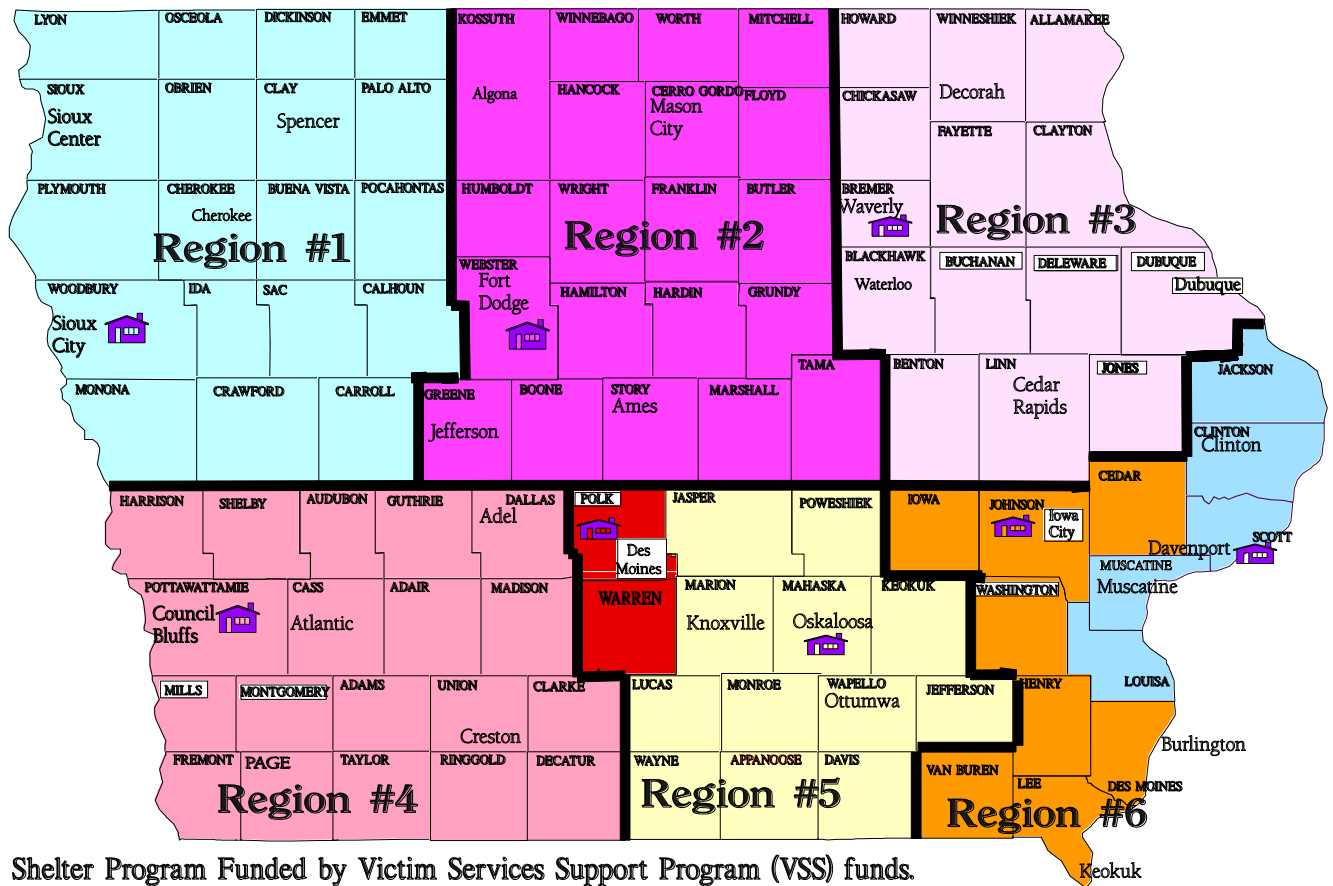 LYON OSCEOLA DICKINSON EMMET KOSSUTH WINNEBAGO WORTH MITCHELL HOWARD WINNESHIEK ALLAMAKEE
SIOUX OBRIEN CLAY PALO ALTO HANCOCK CERRO GORDO FLOYD CHICKASAW
Sioux
Center
Spencer
Algona
Mason
City
Decorah
FAYETTE CLAYTON
PLYMOUTH CHEROKEE BUENA VISTA POCAHONTAS HUMBOLDT WRIGHT FRANKLIN BUTLER BREMER
Cherokee
Waverly
Region #1
Region #2
Region #3
WEBSTER
BLACKHAWK BUCHANAN DELEWARE DUBUQUE
Fort
Dodge
Waterloo
Dubuque
WOODBURY IDA SAC CALHOUN HAMILTON HARDIN GRUNDY
Sioux
City
TAMA BENTON LINN JONES JACKSON
Cedar
Rapids
MONONA CRAWFORD CARROLL GREENE BOONE STORY MARSHALL
Jefferson
Ames
CLINTON
Clinton
HARRISON SHELBY AUDUBON GUTHRIE DALLAS POLK JASPER POWESHIEK IOWA JOHNSON CEDAR
Adel
Iowa
City
Des
Moines
Davenport
SCOTT
MUSCATINE
Muscatine
POTTAWATTAMIE CASS ADAIR MADISON WARREN MARION MAHASKA KEOKUK WASHINGTON
Council
Bluffs
Atlantic
Knoxville
Oskaloosa
MILLS MONTGOMERY ADAMS UNION CLARKE LUCAS MONROE WAPELLO JEFFERSON HENRY LOUISA
Ottumwa
Creston
Burlington
FREMONT PAGE TAYLOR RINGGOLD DECATUR WAYNE APPANOOSE DAVIS VAN BUREN LEE DES MOINES
Region #4
Region #5
Region #6
Keokuk
Shelter Program Funded by Victim Services Support Program (VSS) funds.